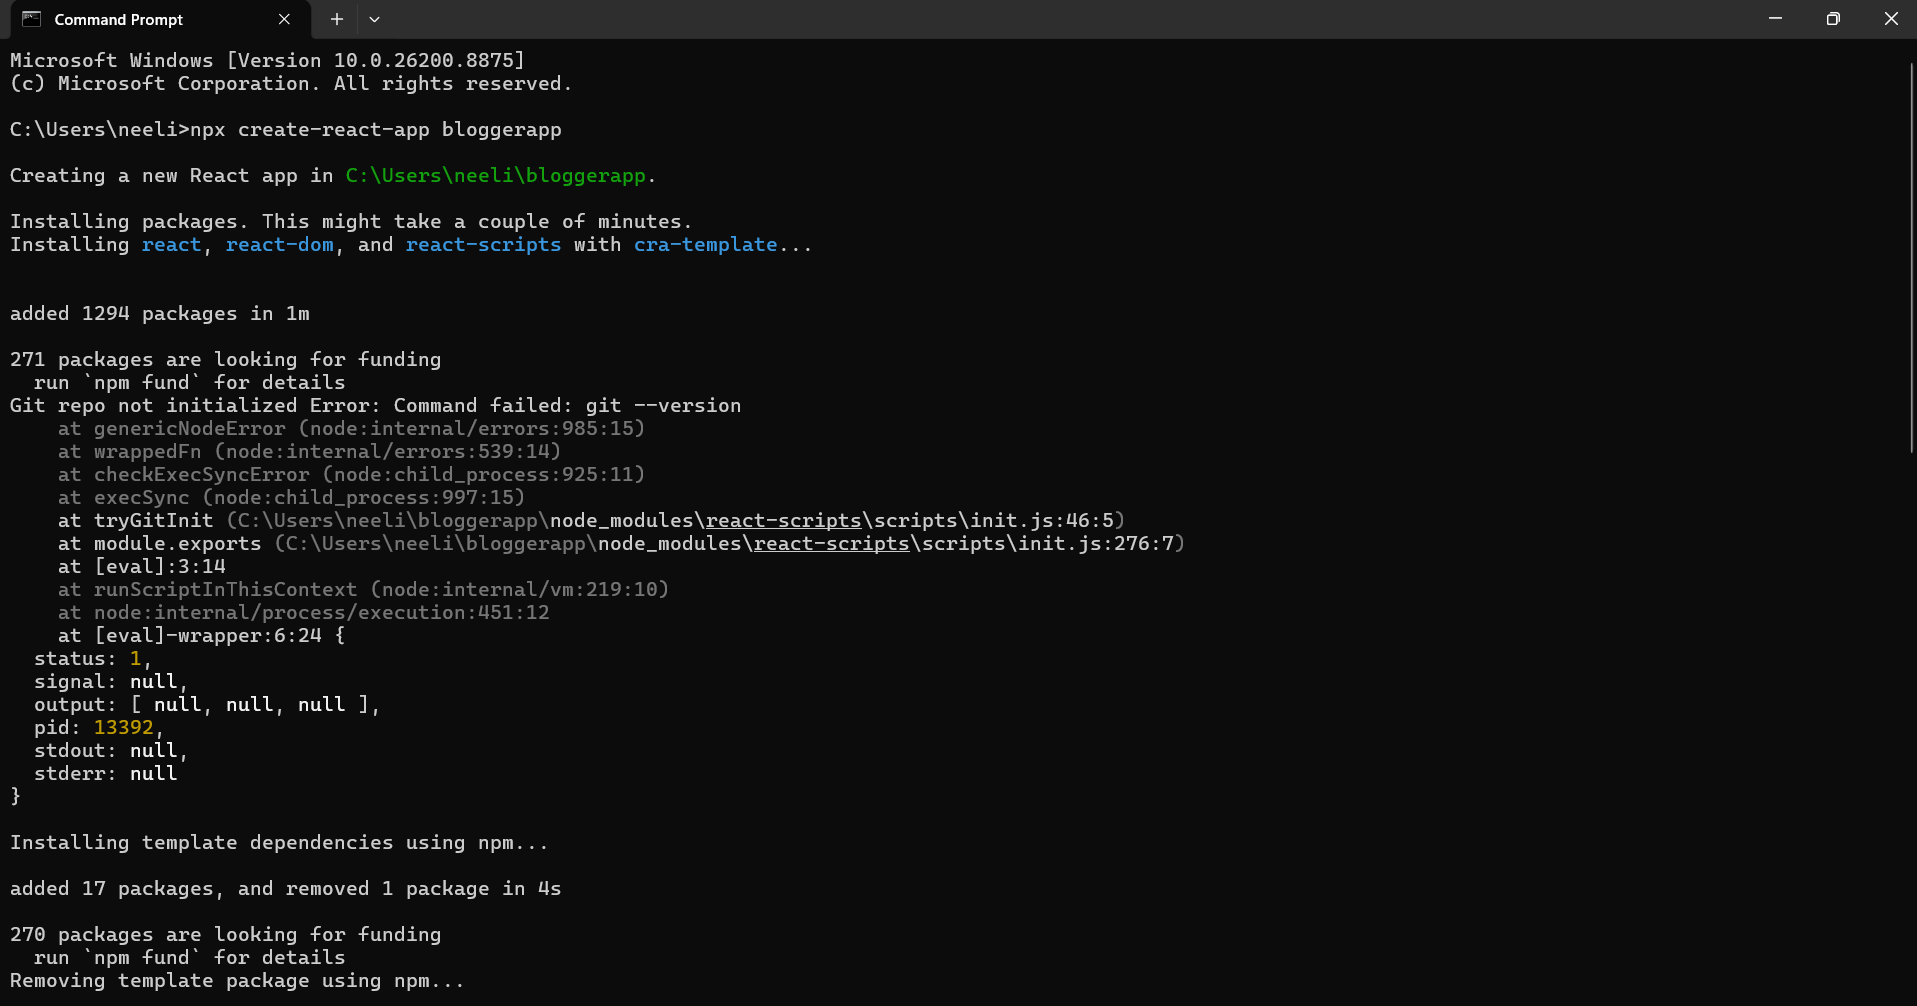 Command Prompt
Microsoft Windows [Version 10.0.26200.8875]
(c) Microsoft Corporation. All rights reserved.
C:\Users\neeli>npx create-react-app bloggerapp
Creating a new React app in C:\Users\neeli\bloggerapp.
Installing packages. This might take a couple of minutes.
Installing react, react-dom, and react-scripts with cra-template...
added 1294 packages in 1m
271 packages are looking for funding
  run `npm fund` for details
Git repo not initialized Error: Command failed: git --version
    at genericNodeError (node:internal/errors:985:15)
    at wrappedFn (node:internal/errors:539:14)
    at checkExecSyncError (node:child_process:925:11)
    at execSync (node:child_process:997:15)
    at tryGitInit (C:\Users\neeli\bloggerapp\node_modules\react-scripts\scripts\init.js:46:5)
    at module.exports (C:\Users\neeli\bloggerapp\node_modules\react-scripts\scripts\init.js:276:7)
    at [eval]:3:14
    at runScriptInThisContext (node:internal/vm:219:10)
    at node:internal/process/execution:451:12
    at [eval]-wrapper:6:24 {
  status: 1,
  signal: null,
  output: [ null, null, null ],
  pid: 13392,
  stdout: null,
  stderr: null
}
Installing template dependencies using npm...
added 17 packages, and removed 1 package in 4s
270 packages are looking for funding
  run `npm fund` for details
Removing template package using npm...